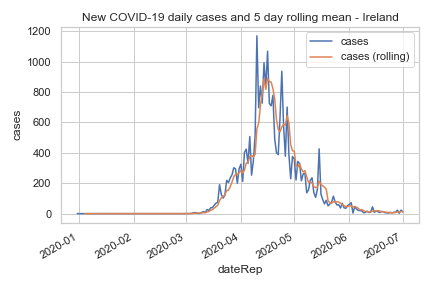 New COVID-19 daily cases and 5 day rolling mean - Ireland
cases
cases (rolling)
1200
1000
800
600
400
200
0
cases
2020-01
2020-02
2020-03
2020-04
2020-05
2020-06
2020-07
dateRep